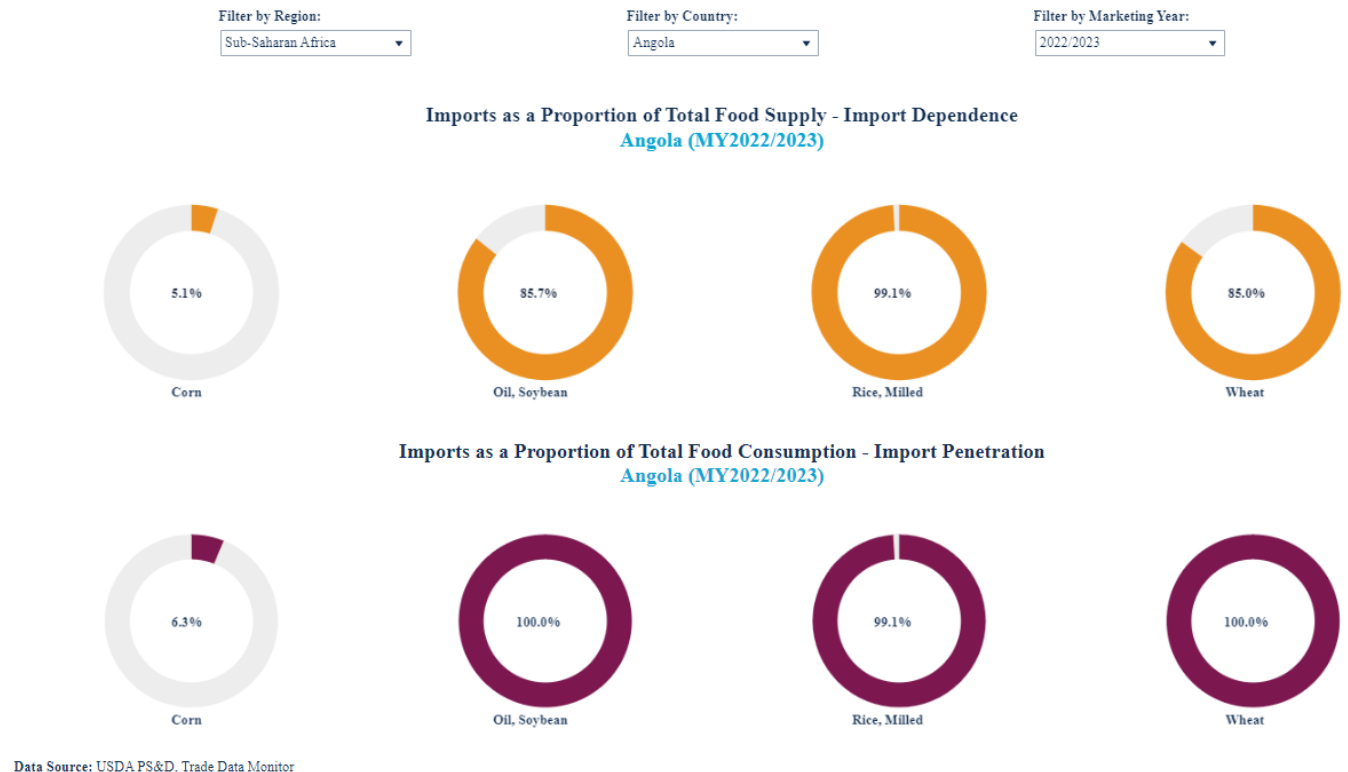 Filter by Region:
Filter by Country:
Filter by Marketing Year:
Sub-Saharan Africa
Angola
2022/2023
Imports as a Proportion of Total Food Supply - Import Dependence
Angola (MY2022/2023)
5.1%
85.7%
99.1%
85.0%
Corn
Oil, Soybean
Rice, Milled
Wheat
Imports as a Proportion of Total Food Consumption - Import Penetration
Angola (MY2022/2023)
6.3%
100.0%
99.1%
100.0%
Corn
Oil, Soybean
Rice, Milled
Wheat
Data Source: USDA PS&D, Trade Data Monitor